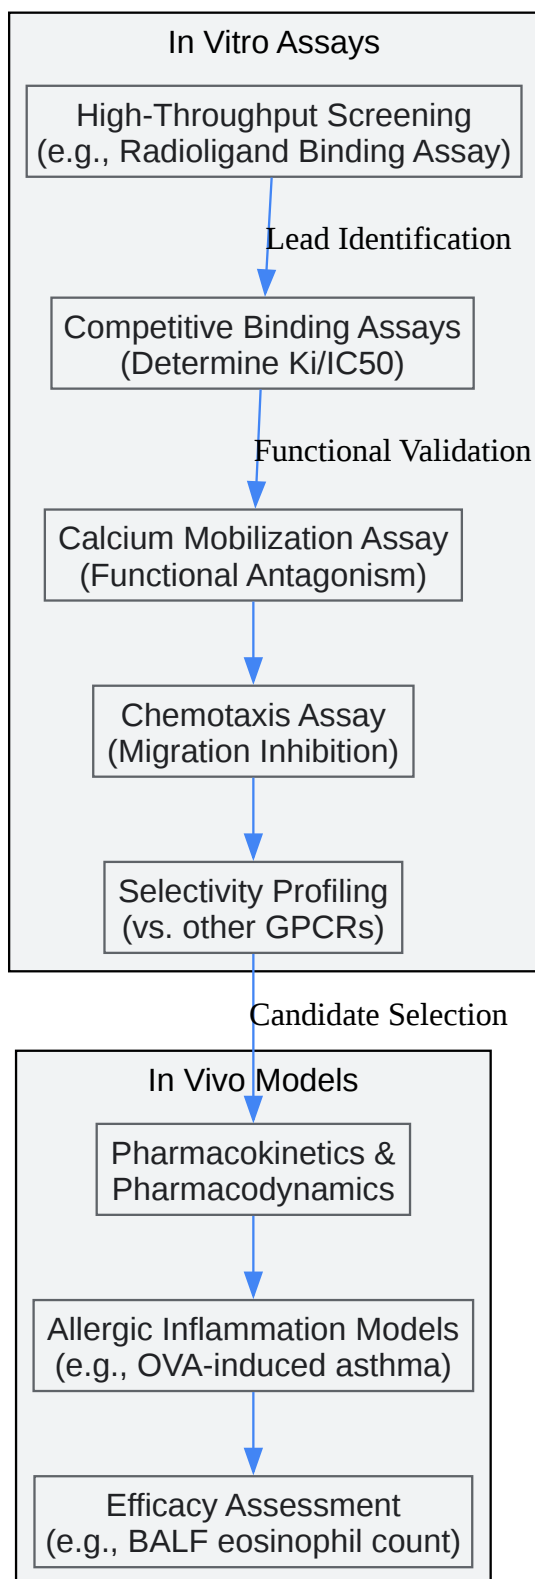 In Vitro Assays
High-Throughput Screening
(e.g., Radioligand Binding Assay)
Lead Identification
Competitive Binding Assays
(Determine Ki/IC50)
Functional Validation
Calcium Mobilization Assay
(Functional Antagonism)
Chemotaxis Assay
(Migration Inhibition)
Selectivity Profiling
(vs. other GPCRs)
Candidate Selection
In Vivo Models
Pharmacokinetics &
Pharmacodynamics
Allergic Inflammation Models
(e.g., OVA-induced asthma)
Efficacy Assessment
(e.g., BALF eosinophil count)